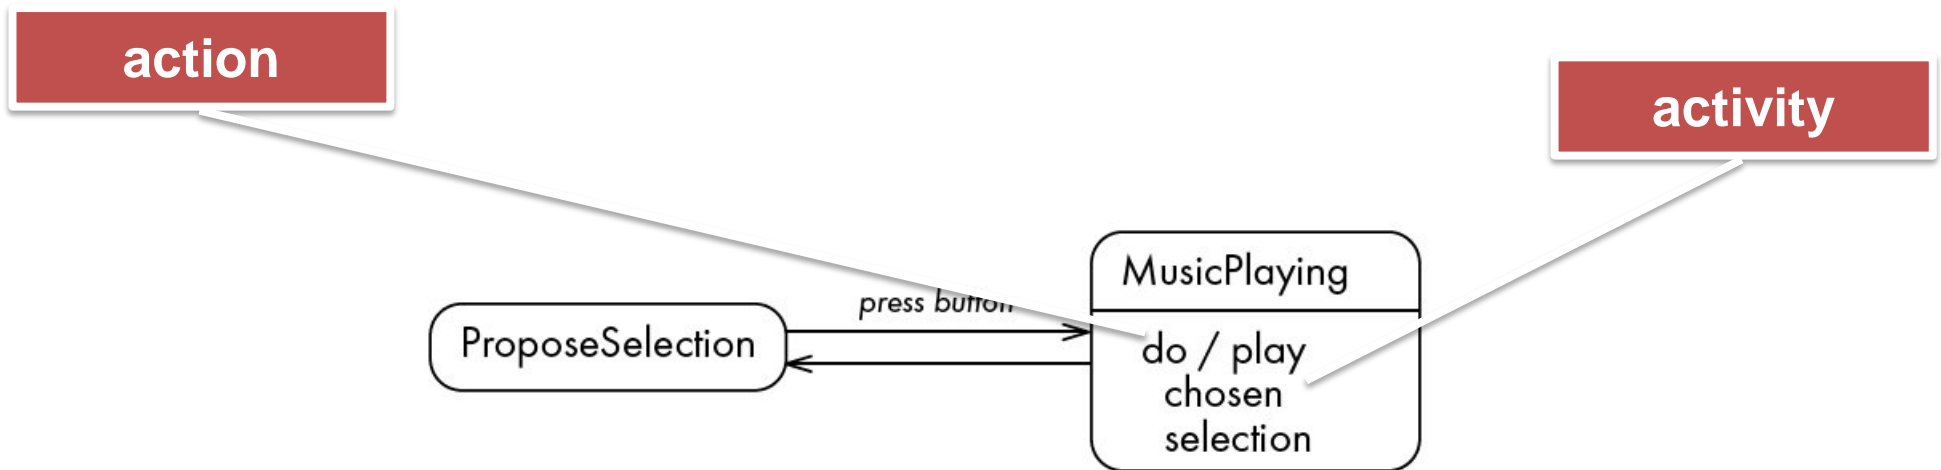 action
activity
MusicPlaying
press button
ProposeSelection
do / play
chosen
selection